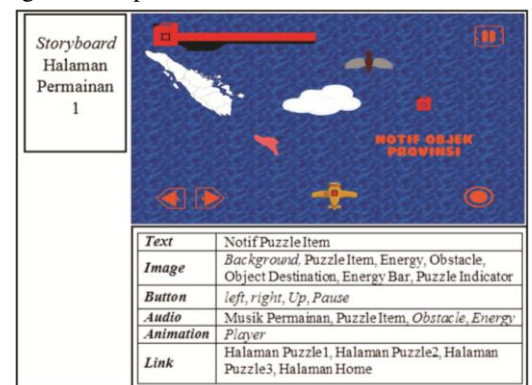 Storyboard
Halaman
Permainan
1
NOTIF OBJEK
PROVINSI
Text Notif Puzzle Item
Image Background, Puzzle Item, Energy, Obstacle,
Object Destination, Energy Bar, Puzzle Indicator
Button left, right, Up, Pause
Audio Musik Permainan, Puzzle Item, Obstacle, Energy
Animation Player
Link Halaman Puzzle1, Halaman Puzzle2, Halaman
Puzzle3, Halaman Home